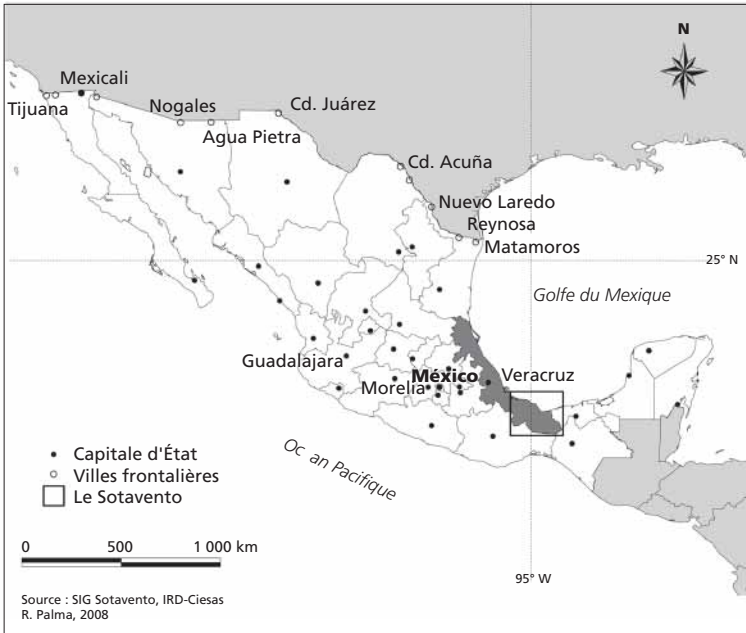 N
Mexicali
Tijuana
Nogales
Cd. Juárez
Agua Pietra
Cd. Acuña
Nuevo Laredo
Reynosa
Matamoros
25° N
Golfe du Mexique
Guadalajara
México
Veracruz
Morelia
Oc an Pacifique
Capitale d'État
Villes frontalières
Le Sotavento
0 500 1 000 km
95° W
Source : SIG Sotavento, IRD-Ciesas
R. Palma, 2008